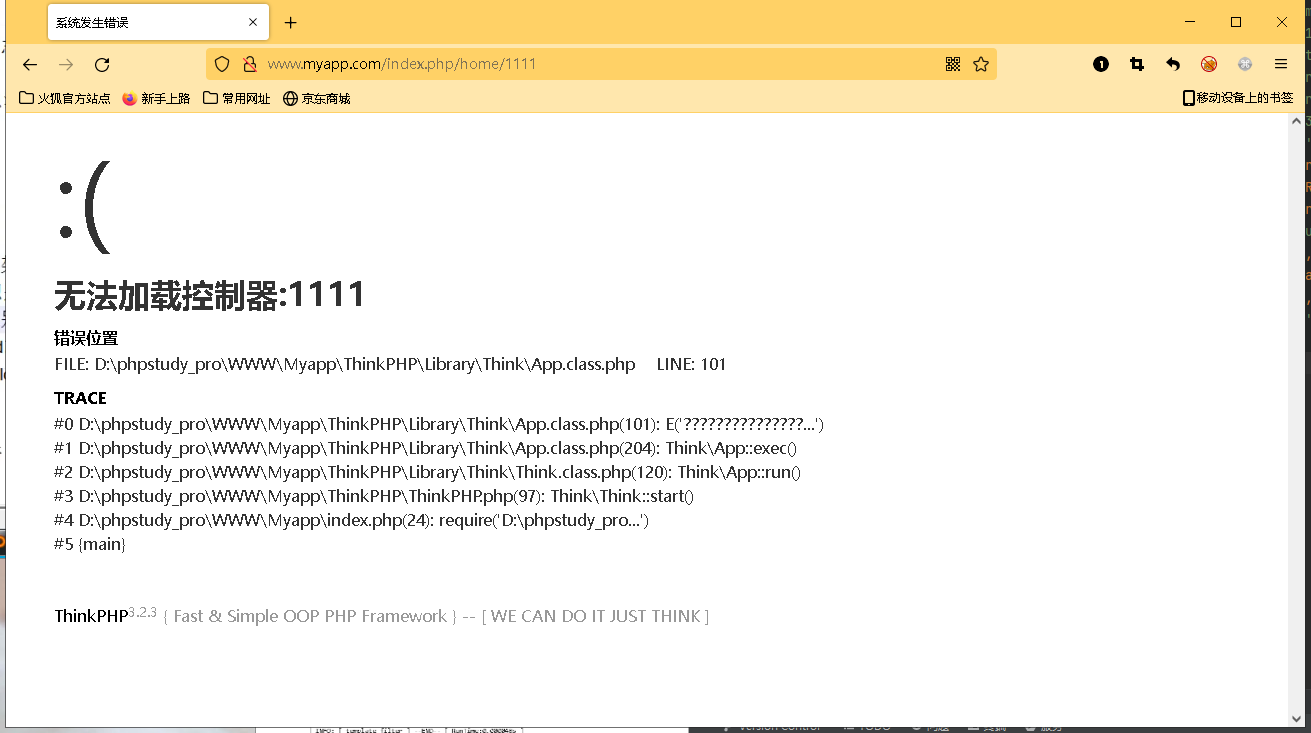 系统发生错误
www.myapp.com/index.php/home/1111
火狐官方站点 新手上路 常用网址 京东商城 移动设备上的书签
:(
无法加载控制器:1111
错误位置
FILE: D:\phpstudy_pro\WWW\Myapp\ThinkPHP\Library\Think\App.class.php LINE: 101
TRACE
#0 D:\phpstudy_pro\WWW\Myapp\ThinkPHP\Library\Think\App.class.php(101): E('???????????????...')
#1 D:\phpstudy_pro\WWW\Myapp\ThinkPHP\Library\Think\App.class.php(204): Think\App::exec()
#2 D:\phpstudy_pro\WWW\Myapp\ThinkPHP\Library\Think\Think.class.php(120): Think\App::run()
#3 D:\phpstudy_pro\WWW\Myapp\ThinkPHP\ThinkPHP.php(97): Think\Think::start()
#4 D:\phpstudy_pro\WWW\Myapp\index.php(24): require('D:\phpstudy_pro...')
#5 {main}
ThinkPHP3.2.3 { Fast & Simple OOP PHP Framework } -- [ WE CAN DO IT JUST THINK ]